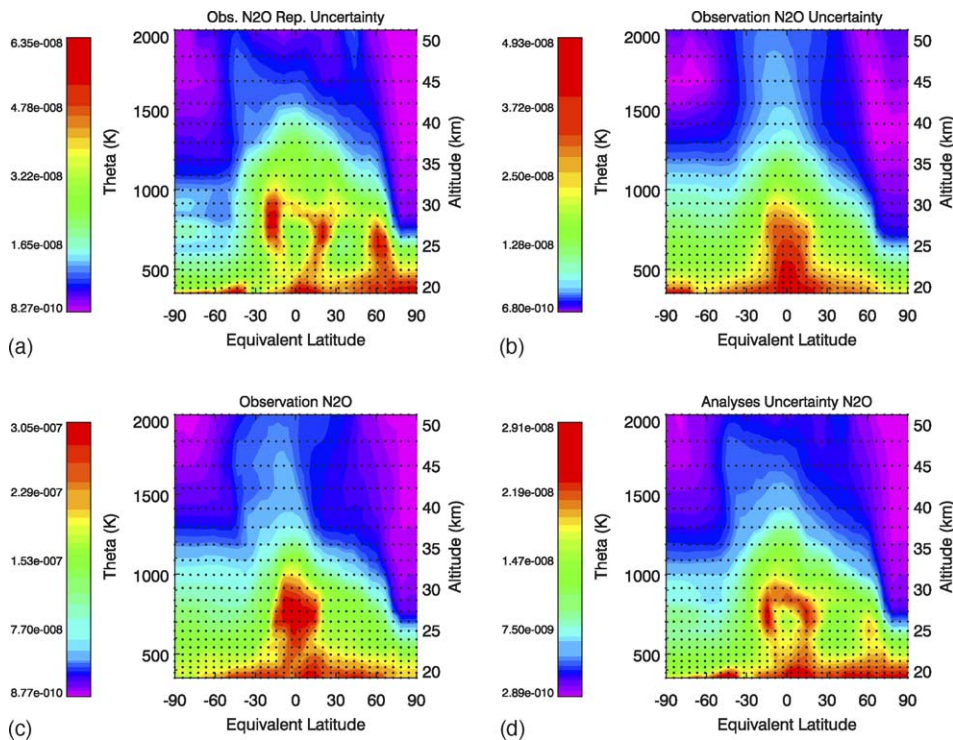 Obs. N2O Rep. Uncertainty
6.35e-008
4.78e-008
3.22e-008
1.65e-008
8.27e-010
Theta (K)
2000
1500
1000
500
50
45
40
35
30
25
20
Altitude (km)
-90 -60 -30 0 30 60 90
Equivalent Latitude
(a)
Observation N2O Uncertainty
4.93e-008
3.72e-008
2.50e-008
1.28e-008
6.80e-010
Theta (K)
2000
1500
1000
500
50
45
40
35
30
25
20
Altitude (km)
-90 -60 -30 0 30 60 90
Equivalent Latitude
(b)
Observation N2O
3.05e-007
2.29e-007
1.53e-007
7.70e-008
8.77e-010
Theta (K)
2000
1500
1000
500
50
45
40
35
30
25
20
Altitude (km)
-90 -60 -30 0 30 60 90
Equivalent Latitude
(c)
Analyses Uncertainty N2O
2.91e-008
2.19e-008
1.47e-008
7.50e-009
2.89e-010
Theta (K)
2000
1500
1000
500
50
45
40
35
30
25
20
Altitude (km)
-90 -60 -30 0 30 60 90
Equivalent Latitude
(d)